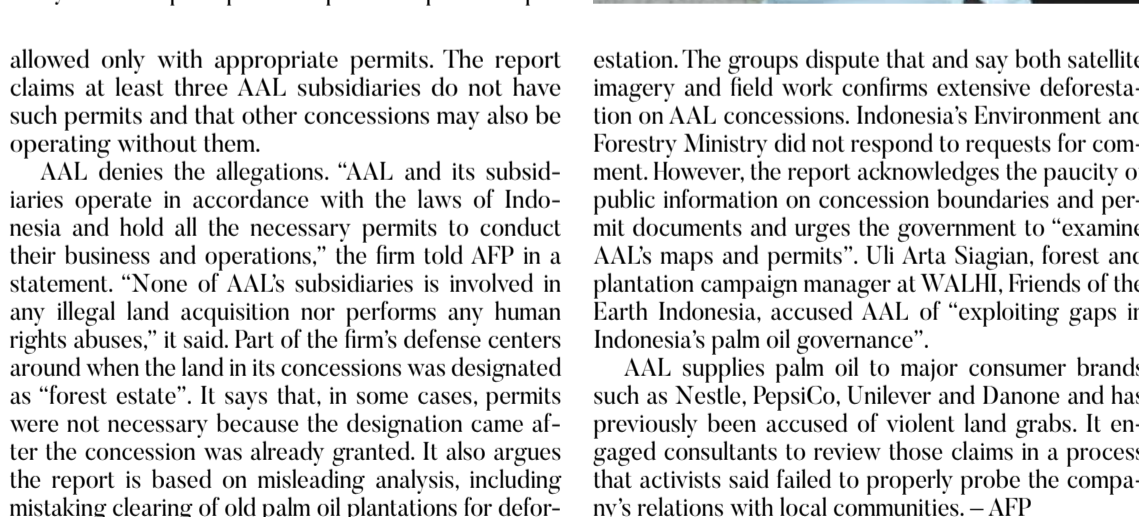 allowed only with appropriate permits. The report
claims at least three AAL subsidiaries do not have
such permits and that other concessions may also be
operating without them.
AAL denies the allegations. “AAL and its subsid-
iaries operate in accordance with the laws of Indo-
nesia and hold all the necessary permits to conduct
their business and operations,” the firm told AFP in a
statement. “None of AAL’s subsidiaries is involved in
any illegal land acquisition nor performs any human
rights abuses,” it said. Part of the firm’s defense centers
around when the land in its concessions was designated
as “forest estate”. It says that, in some cases, permits
were not necessary because the designation came af-
ter the concession was already granted. It also argues
the report is based on misleading analysis, including
mistaking clearing of old palm oil plantations for defor-
estation. The groups dispute that and say both satellite
imagery and field work confirms extensive deforesta-
tion on AAL concessions. Indonesia’s Environment and
Forestry Ministry did not respond to requests for com-
ment. However, the report acknowledges the paucity of
public information on concession boundaries and per-
mit documents and urges the government to “examine
AAL’s maps and permits”. Uli Arta Siagian, forest and
plantation campaign manager at WALHI, Friends of the
Earth Indonesia, accused AAL of “exploiting gaps in
Indonesia’s palm oil governance”.
AAL supplies palm oil to major consumer brands
such as Nestle, PepsiCo, Unilever and Danone and has
previously been accused of violent land grabs. It en-
gaged consultants to review those claims in a process
that activists said failed to properly probe the compa-
ny’s relations with local communities. – AFP